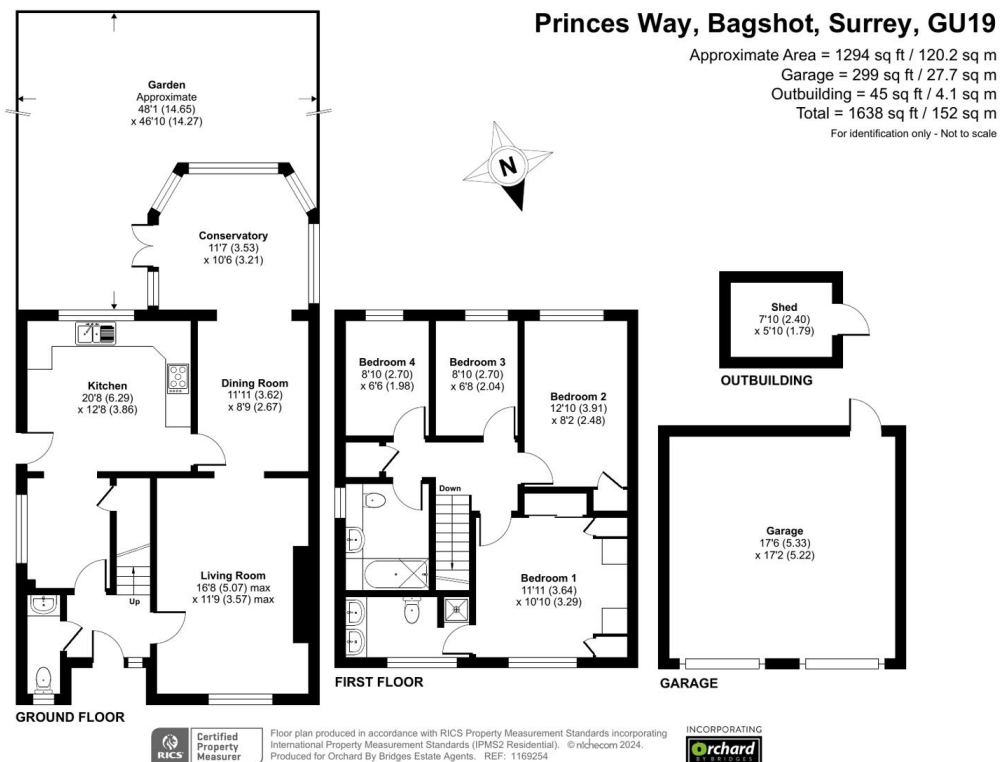 Princes Way, Bagshot, Surrey, GU19
Approximate Area = 1294 sq ft / 120.2 sq m
Garage = 299 sq ft / 27.7 sq m
Outbuilding = 45 sq ft / 4.1 sq m
Total = 1638 sq ft / 152 sq m
For identification only - Not to scale
Garden
Approximate
48'1 (14.65)
x 46'10 (14.27)
N
Conservatory
11'7 (3.53)
x 10'6 (3.21)
Kitchen
20'8 (6.29)
x 12'8 (3.86)
Dining Room
11'11 (3.62)
x 8'9 (2.67)
Living Room
16'8 (5.07) max
x 11'9 (3.57) max
Up
GROUND FLOOR
Bedroom 4
8'10 (2.70)
x 6'6 (1.98)
Bedroom 3
8'10 (2.70)
x 6'8 (2.04)
Bedroom 2
12'10 (3.91)
x 8'2 (2.48)
Down
Bedroom 1
11'11 (3.64)
x 10'10 (3.29)
FIRST FLOOR
Shed
7'10 (2.40)
x 5'10 (1.79)
OUTBUILDING
Garage
17'6 (5.33)
x 17'2 (5.22)
GARAGE
RICS
Certified
Property
Measurer
Floor plan produced in accordance with RICS Property Measurement Standards incorporating
International Property Measurement Standards (IPMS2 Residential). © nichecom 2024.
Produced for Orchard By Bridges Estate Agents. REF: 1169254
INCORPORATING
Orchard
BY BRIDGES